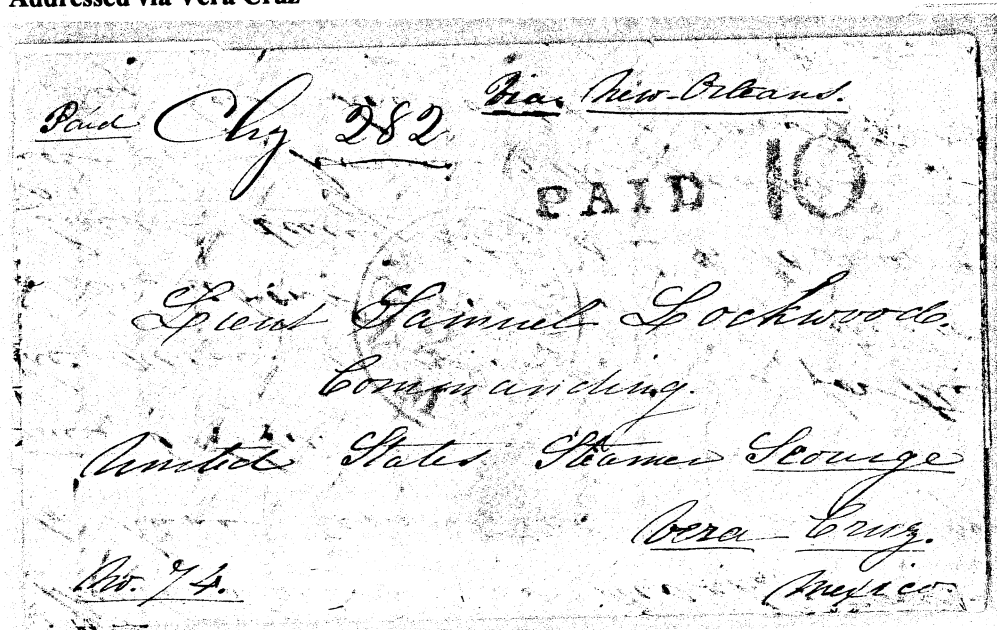 Addressed via Vera Cruz
Paid Chg 282 Via New-Orleans.
PAID 10
Lieut Samuel Lockwood.
Commanding.
United States Steamer Scourge
Vera Cruz.
Mexico.
No. 74.